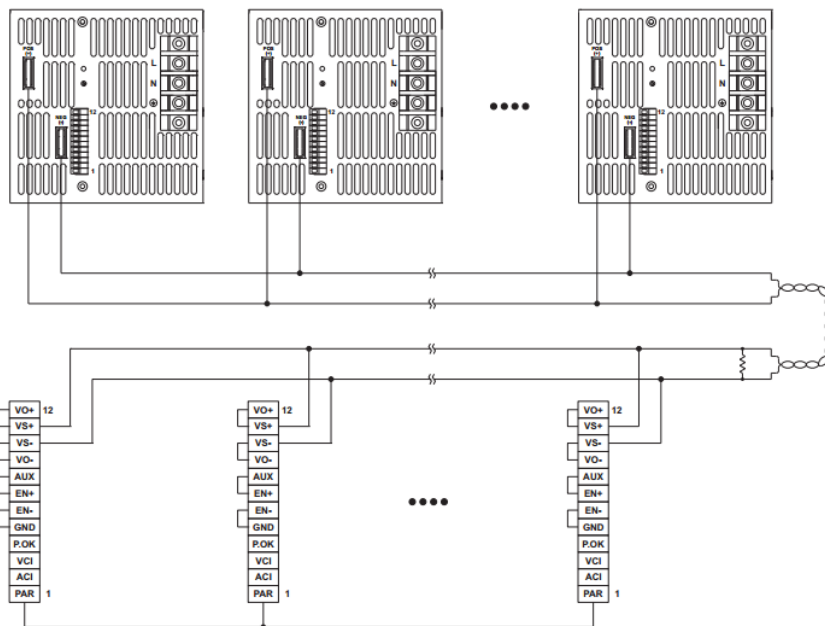 POS
(+)
L
N
12
NEG
(-)
1
POS
(+)
L
N
12
NEG
(-)
1
POS
(+)
L
N
12
NEG
(-)
1
VO+ 12
VS+
VS-
VO-
AUX
EN+
EN-
GND
P.OK
VCI
ACI
PAR 1
VO+ 12
VS+
VS-
VO-
AUX
EN+
EN-
GND
P.OK
VCI
ACI
PAR 1
VO+ 12
VS+
VS-
VO-
AUX
EN+
EN-
GND
P.OK
VCI
ACI
PAR 1